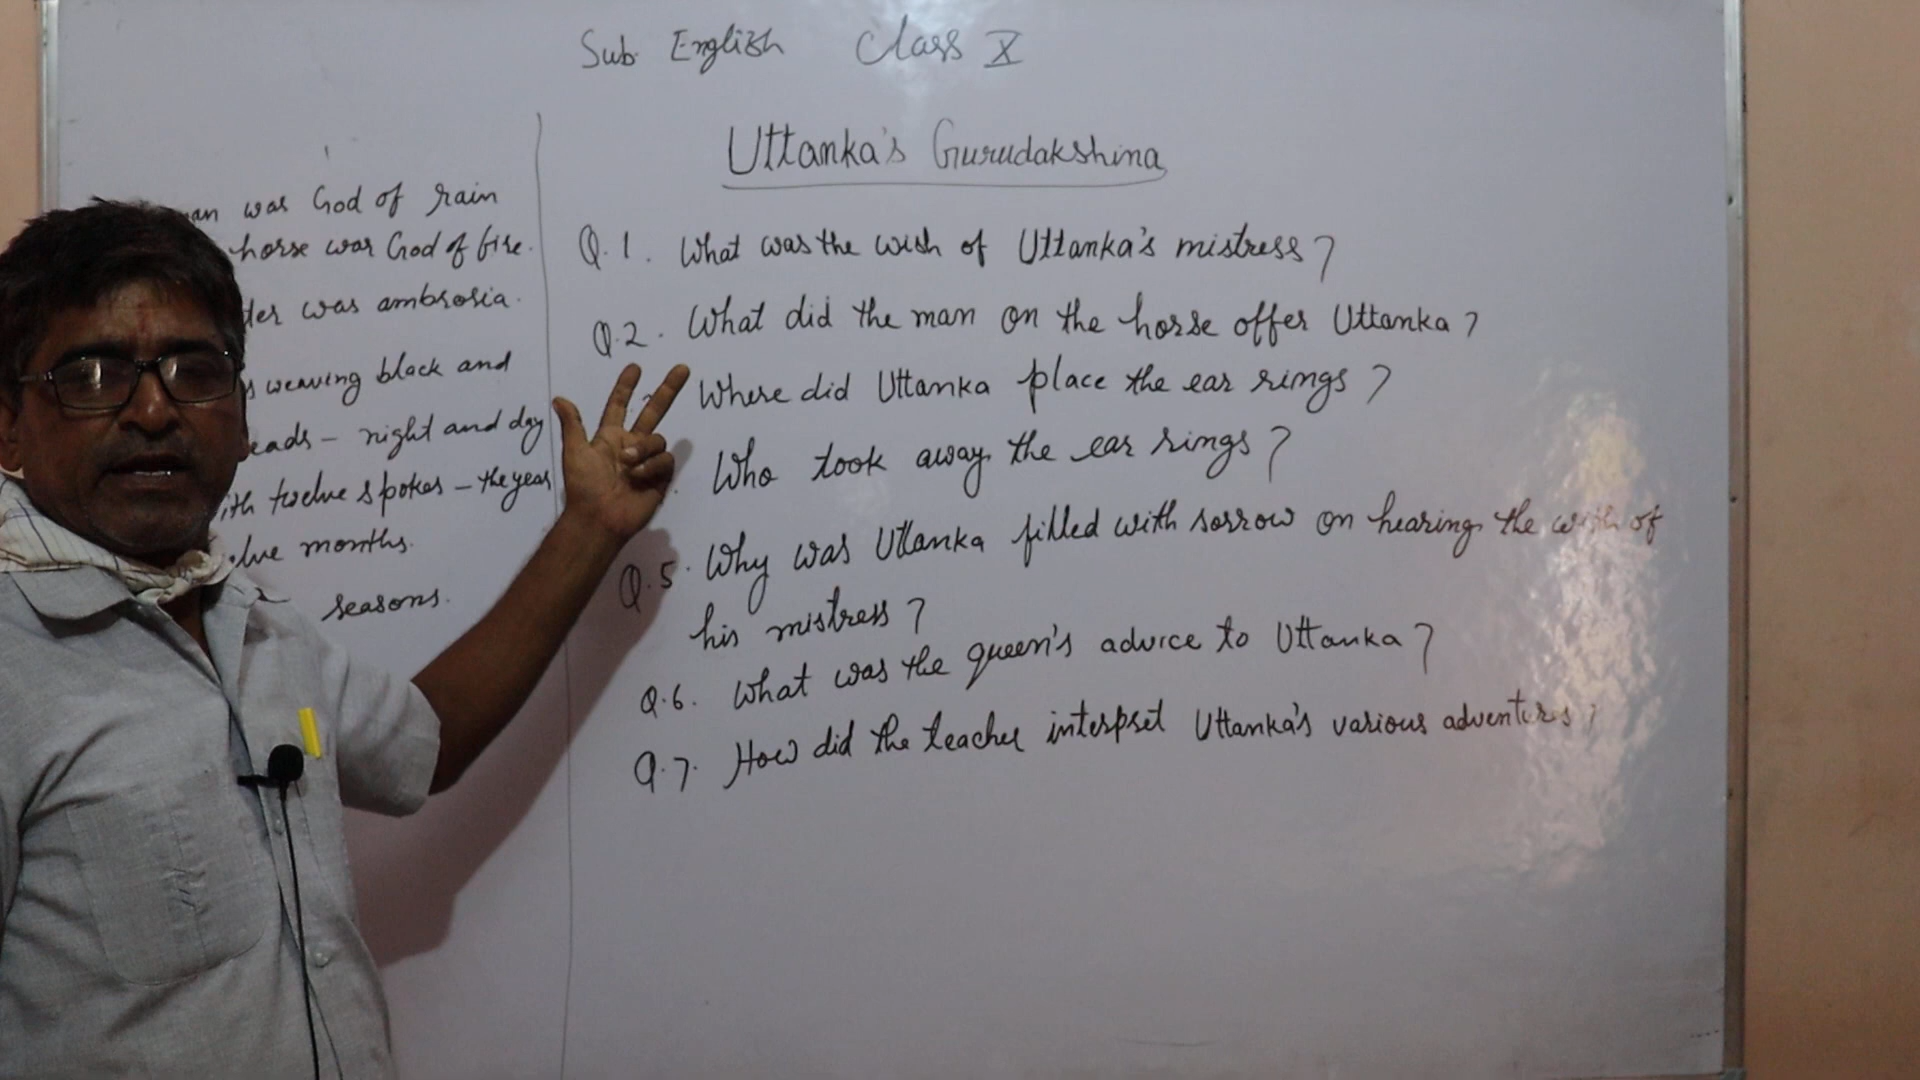 Sub. English Class X
was God of rain
horse was God of fire.
was ambrosia.
weaving black and
night and day
twelve spokes – the year
months.
seasons.
Uttanka's Gurudakshina
Q.1. What was the wish of Uttanka's mistress?
Q.2. What did the man on the horse offer Uttanka?
Where did Uttanka place the ear rings?
Who took away the ear rings?
Q.5. Why was Uttanka filled with sorrow on hearing the wish of
his mistress?
Q.6. What was the queen's advice to Uttanka?
Q.7. How did the teacher interpret Uttanka's various adventers?